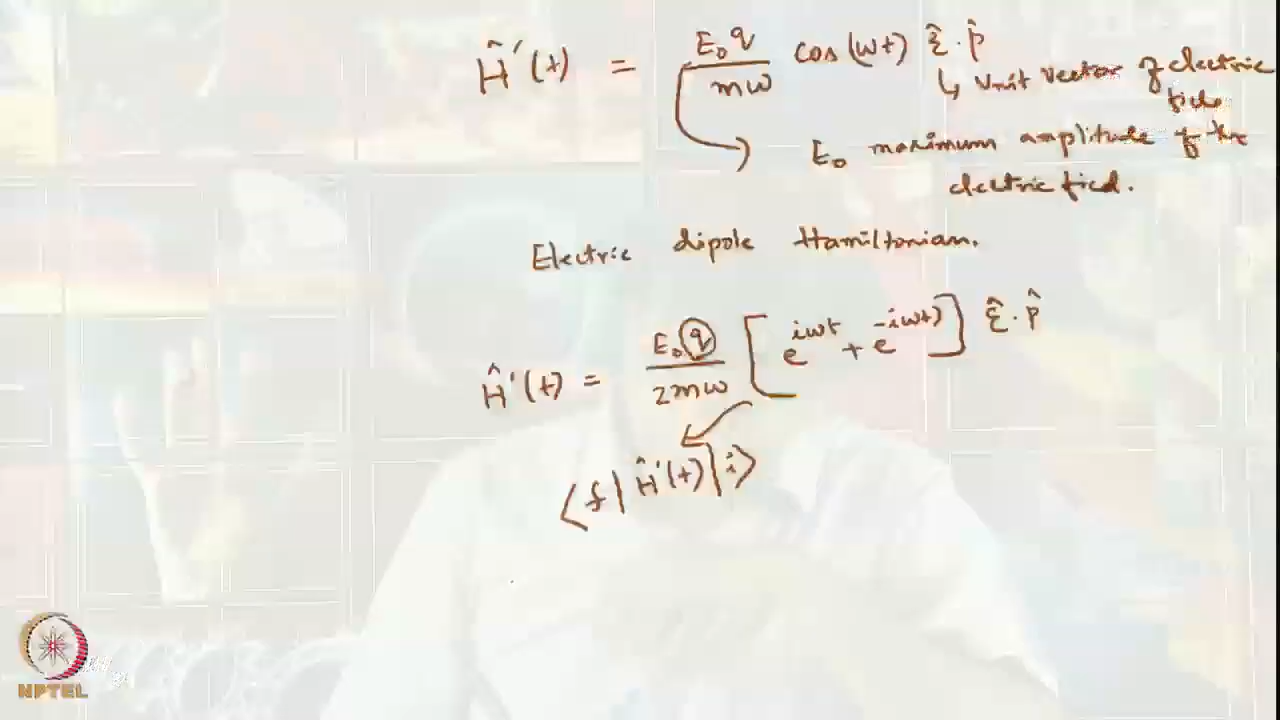 Ĥ′(t) = E₀q/mω cos(ωt) ε̂·p̂
↳ Unit vector of electric field
E₀ maximum amplitude of the electric field.
Electric dipole Hamiltonian.
Ĥ′(t) = E₀q/2mω [e^{iωt} + e^{-iωt}] ε̂·p̂
⟨f|Ĥ′(t)|i⟩
NPTEL